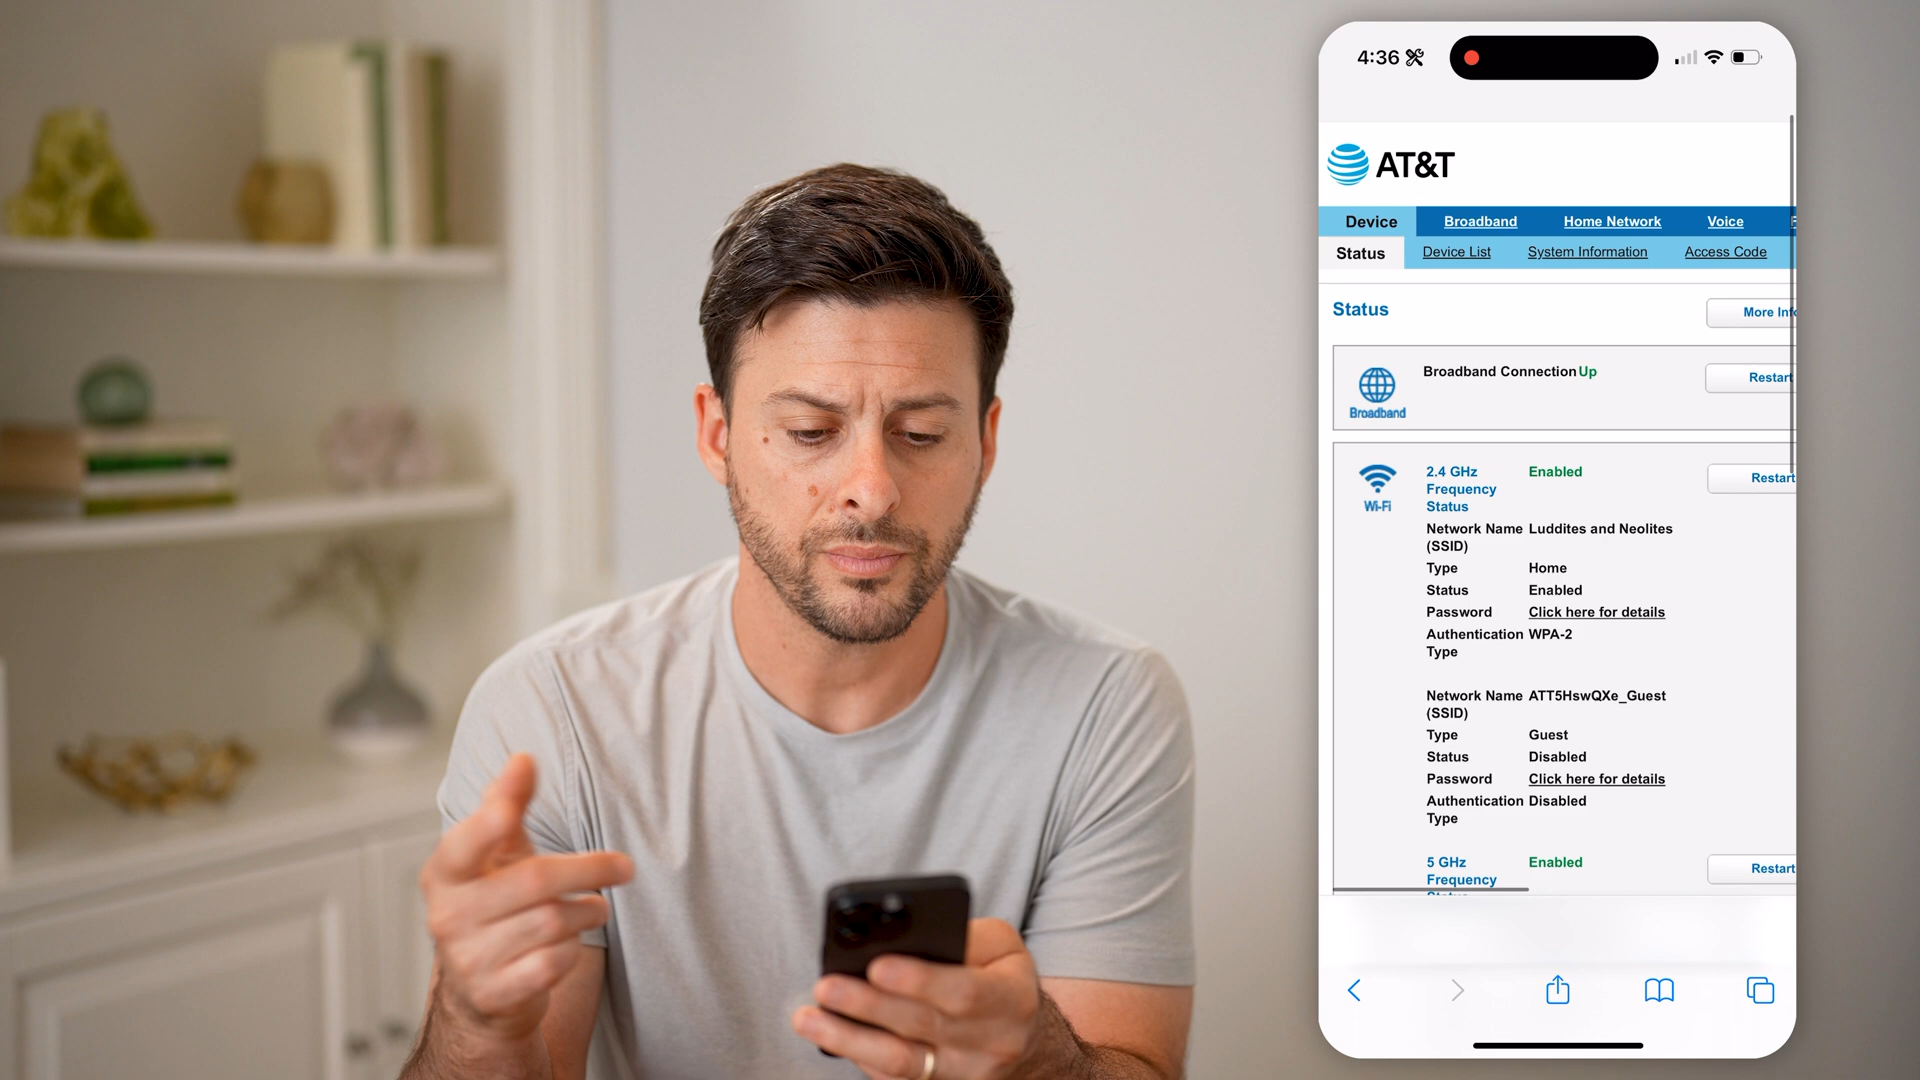 4:36
AT&T
Device Broadband Home Network Voice
Status Device List System Information Access Code
Status More Info
Broadband Connection Up Restart
Broadband
2.4 GHz Enabled Restart
Frequency
Status
Wi-Fi
Network Name Luddites and Neolites
(SSID)
Type Home
Status Enabled
Password Click here for details
Authentication WPA-2
Type
Network Name ATT5HswQXe_Guest
(SSID)
Type Guest
Status Disabled
Password Click here for details
Authentication Disabled
Type
5 GHz Enabled Restart
Frequency